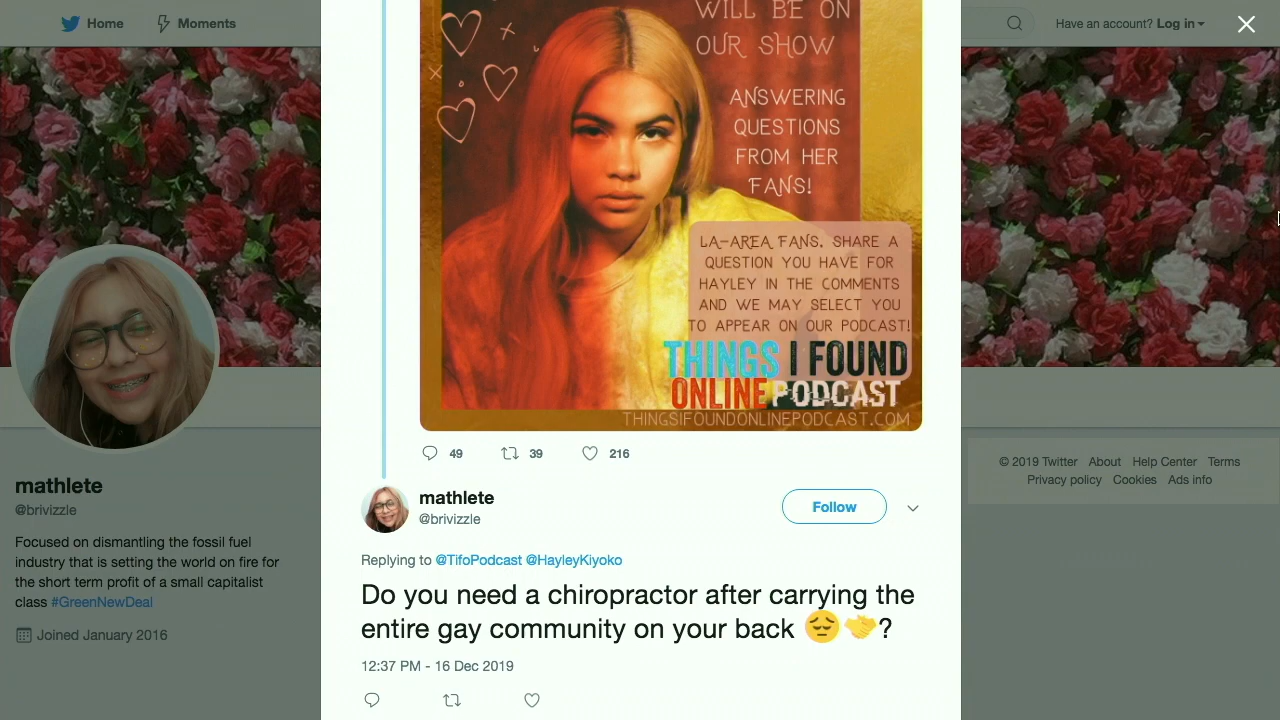 Home
Moments
Have an account? Log in
WILL BE ON
OUR SHOW
ANSWERING
QUESTIONS
FROM HER
FANS!
LA-AREA FANS, SHARE A
QUESTION YOU HAVE FOR
HAYLEY IN THE COMMENTS
AND WE MAY SELECT YOU
TO APPEAR ON OUR PODCAST!
THINGS I FOUND
ONLINE PODCAST
THINGSIFOUNDONLINEPODCAST.COM
49 39 216
mathlete
@brivizzle
Follow
Replying to @TifoPodcast @HayleyKiyoko
Do you need a chiropractor after carrying the
entire gay community on your back 😔🤝?
12:37 PM - 16 Dec 2019
mathlete
@brivizzle
Focused on dismantling the fossil fuel
industry that is setting the world on fire for
the short term profit of a small capitalist
class #GreenNewDeal
Joined January 2016
© 2019 Twitter About Help Center Terms
Privacy policy Cookies Ads info